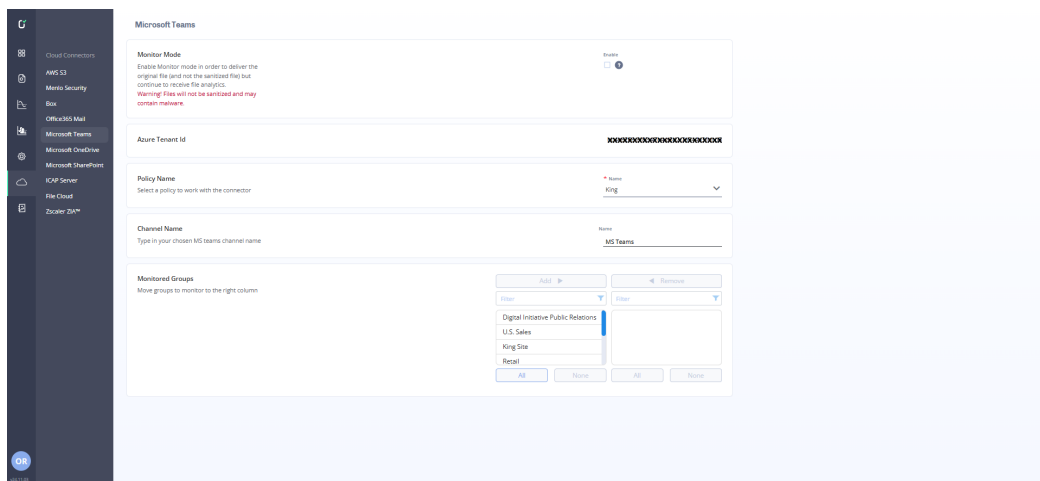 Microsoft Teams
Cloud Connectors
AWS S3
Menlo Security
Box
Office365 Mail
Microsoft Teams
Microsoft OneDrive
Microsoft SharePoint
ICAP Server
File Cloud
Zscaler ZIA™
OR
Monitor Mode
Enable Monitor mode in order to deliver the
original file (and not the sanitized file) but
continue to receive file analytics.
Warning! Files will not be sanitized and may
contain malware.
Enable
?
Azure Tenant Id
XXXXXXXXXXXXXXXXXXXXXXX
Policy Name
Select a policy to work with the connector
* Name
King
Channel Name
Type in your chosen MS teams channel name
Name
MS Teams
Monitored Groups
Move groups to monitor to the right column
Add
Remove
Filter
Filter
Digital Initiative Public Relations
U.S. Sales
King Site
Retail
All
None
All
None